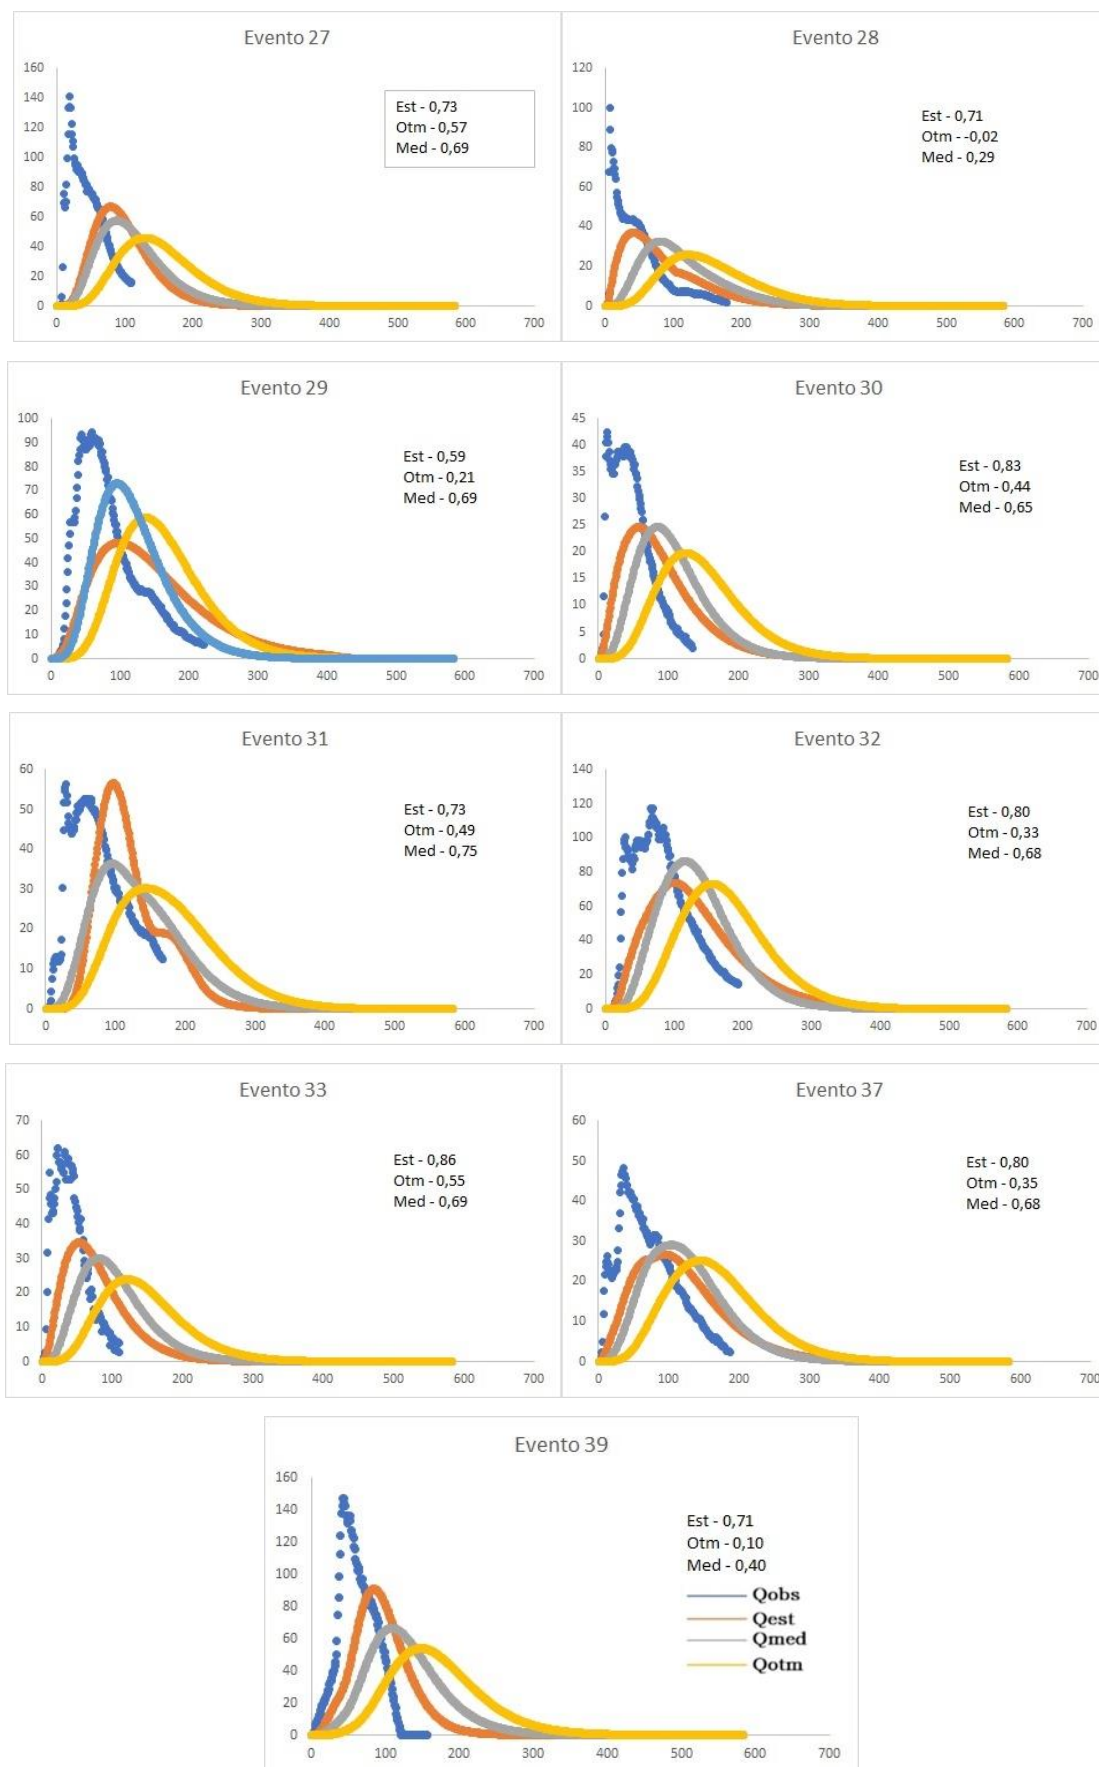 Evento 27
160
140
120
100
80
60
40
20
0
0 100 200 300 400 500 600 700
Est - 0,73
Otm - 0,57
Med - 0,69
Evento 28
120
100
80
60
40
20
0
0 100 200 300 400 500 600 700
Est - 0,71
Otm - -0,02
Med - 0,29
Evento 29
100
90
80
70
60
50
40
30
20
10
0
0 100 200 300 400 500 600 700
Est - 0,59
Otm - 0,21
Med - 0,69
Evento 30
45
40
35
30
25
20
15
10
5
0
0 100 200 300 400 500 600 700
Est - 0,83
Otm - 0,44
Med - 0,65
Evento 31
60
50
40
30
20
10
0
0 100 200 300 400 500 600 700
Est - 0,73
Otm - 0,49
Med - 0,75
Evento 32
140
120
100
80
60
40
20
0
0 100 200 300 400 500 600 700
Est - 0,80
Otm - 0,33
Med - 0,68
Evento 33
70
60
50
40
30
20
10
0
0 100 200 300 400 500 600 700
Est - 0,86
Otm - 0,55
Med - 0,69
Evento 37
60
50
40
30
20
10
0
0 100 200 300 400 500 600 700
Est - 0,80
Otm - 0,35
Med - 0,68
Evento 39
160
140
120
100
80
60
40
20
0
0 100 200 300 400 500 600 700
Est - 0,71
Otm - 0,10
Med - 0,40
Qobs
Qest
Qmed
Qotm